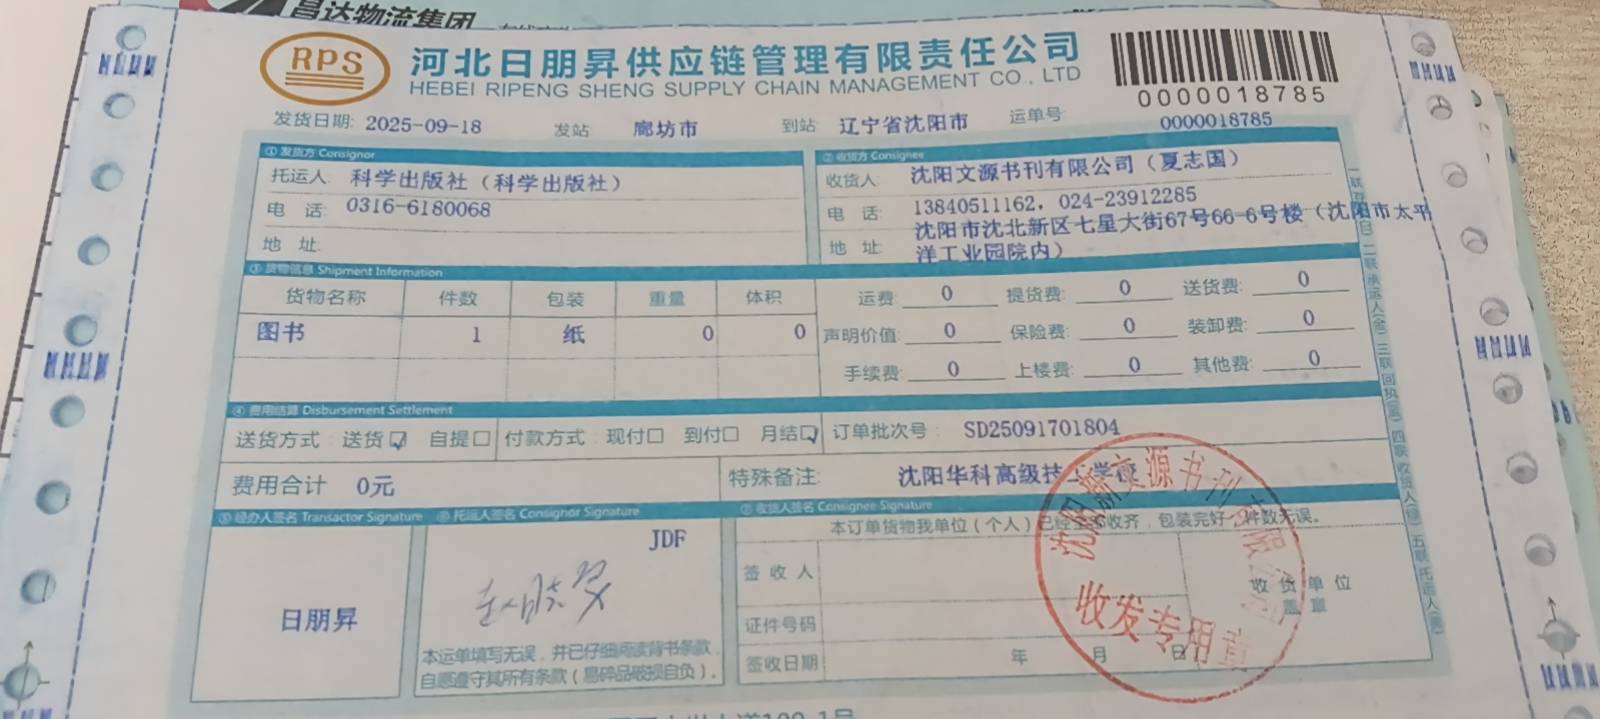 昌达物流集团
RPS
河北日朋昇供应链管理有限责任公司
HEBEI RIPENG SHENG SUPPLY CHAIN MANAGEMENT CO., LTD
0000018785
发货日期: 2025-09-18 发站 廊坊市 到站 辽宁省沈阳市 运单号 0000018785
① 发货方 Consignor
托运人 科学出版社（科学出版社）
电 话: 0316-6180068
地 址:
② 收货方 Consignee
收货人: 沈阳文源书刊有限公司（夏志国）
电 话: 13840511162, 024-23912285
地 址: 沈阳市沈北新区七星大街67号66-6号楼（沈阳市太平
洋工业园院内）
③ 货物信息 Shipment Information
货物名称 件数 包装 重量 体积
图书 1 纸 0 0
运费: 0 提货费: 0 送货费: 0
声明价值: 0 保险费: 0 装卸费: 0
手续费: 0 上楼费: 0 其他费: 0
④ 费用结算 Disbursement Settlement
送货方式: 送货☑ 自提☐ 付款方式: 现付☐ 到付☐ 月结☑ 订单批次号: SD25091701804
费用合计 0元 特殊备注: 沈阳华科高级技工学校
⑤ 经办人签名 Transactor Signature
日朋昇
⑥ 托运人签名 Consignor Signature
JDF
本运单填写无误，并已仔细阅读背书条款，
自愿遵守其所有条款（易碎品破损自负）。
⑦ 收货人签名 Consignee Signature
本订单货物我单位（个人）已经全部收齐，包装完好，件数无误。
签 收 人
证件号码
签收日期 年 月 日
收 货 单 位
盖 章
收发专用章